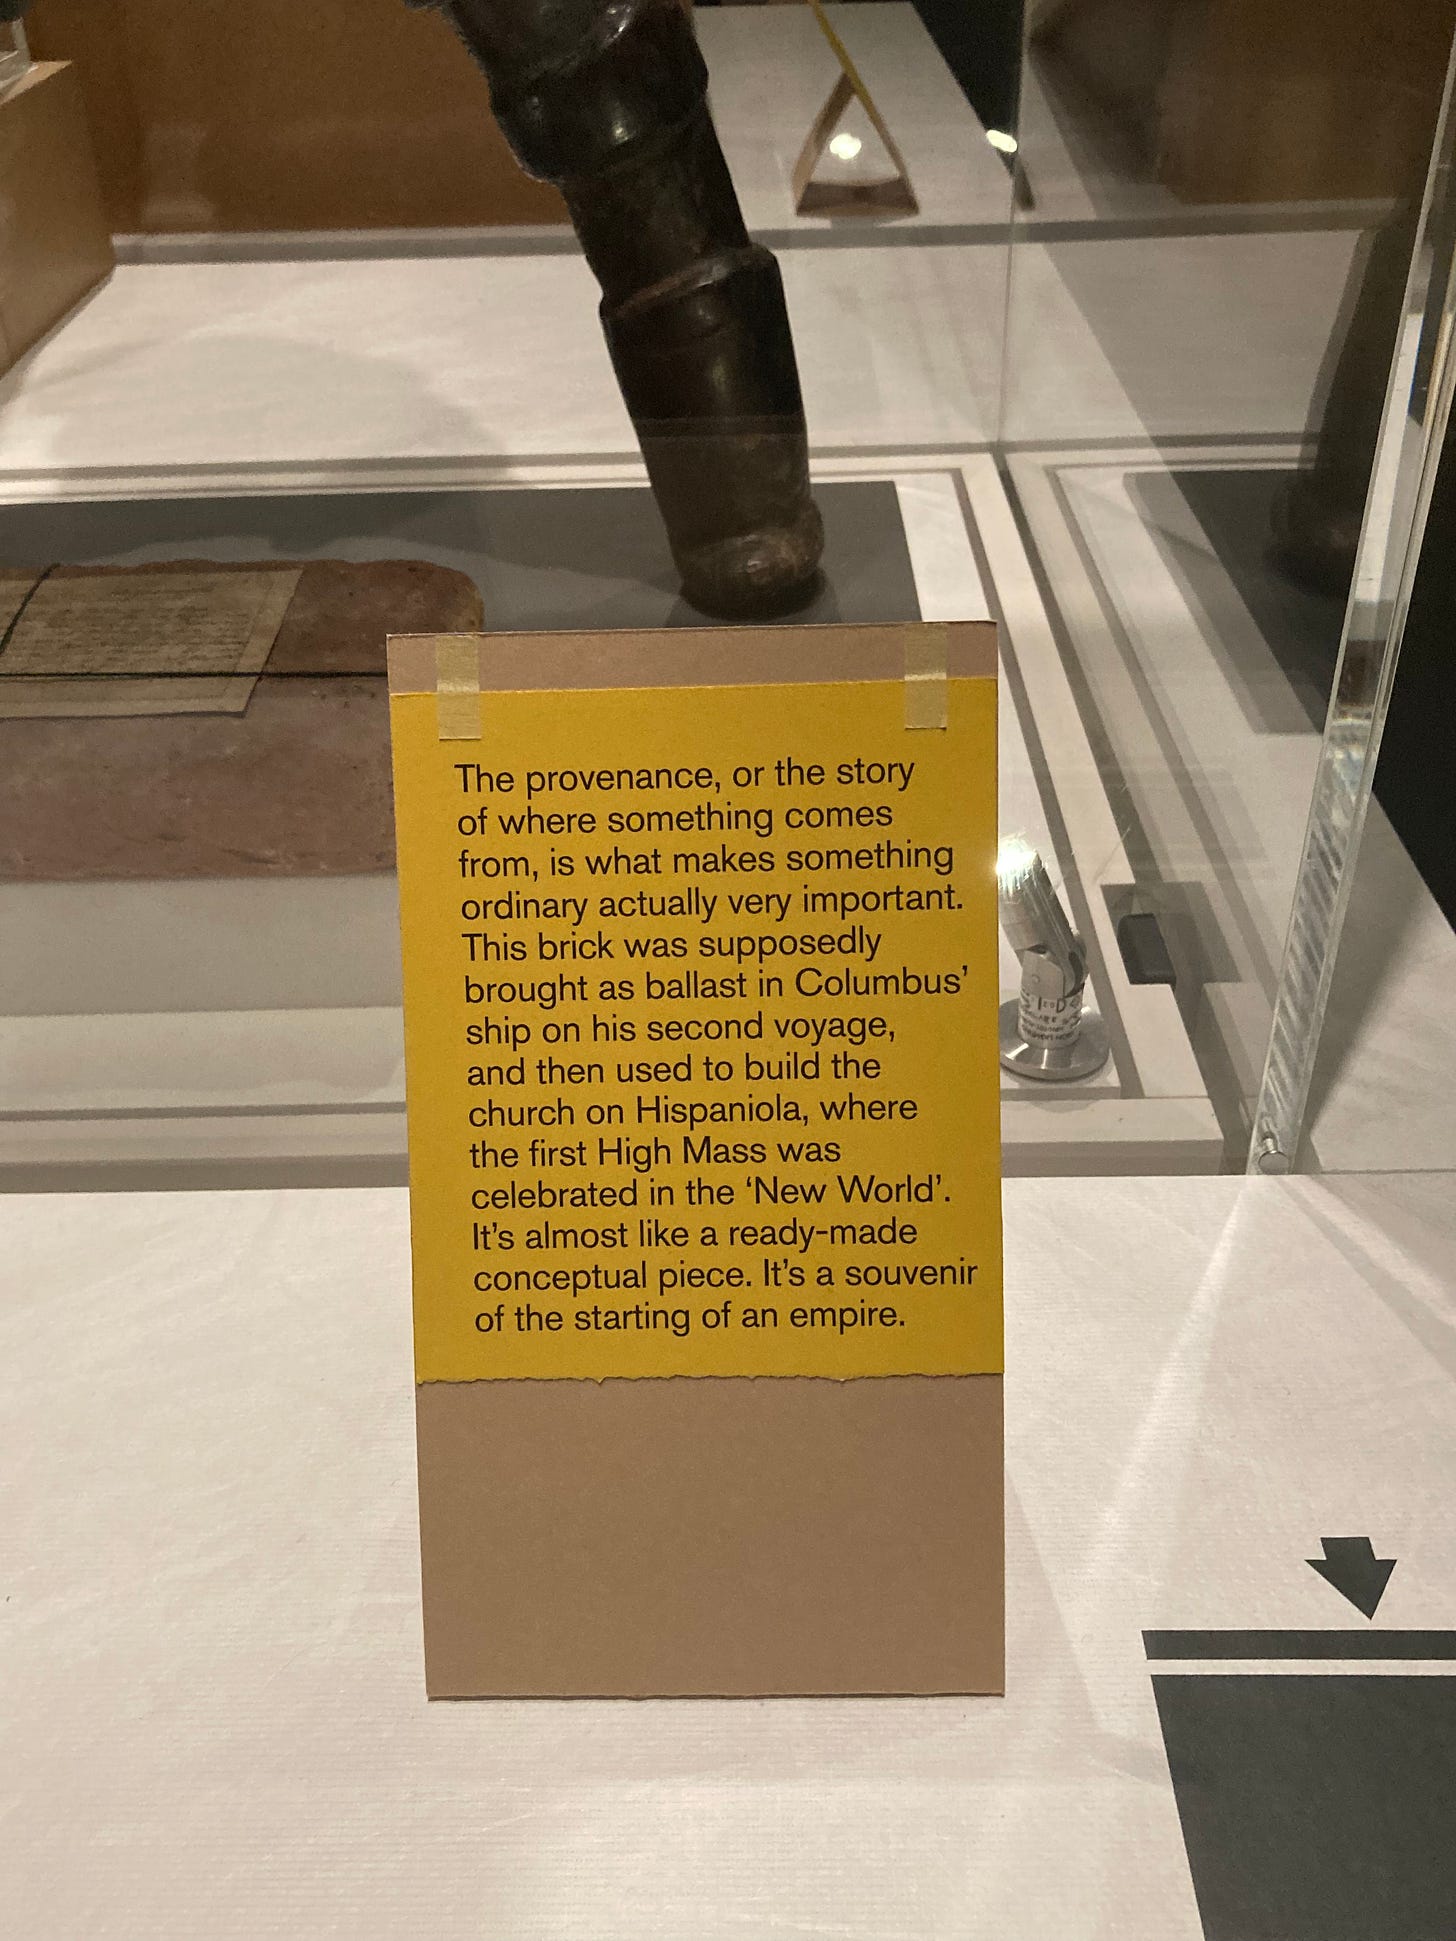 The provenance, or the story
of where something comes
from, is what makes something
ordinary actually very important.
This brick was supposedly
brought as ballast in Columbus’
ship on his second voyage,
and then used to build the
church on Hispaniola, where
the first High Mass was
celebrated in the ‘New World’.
It’s almost like a ready-made
conceptual piece. It’s a souvenir
of the starting of an empire.